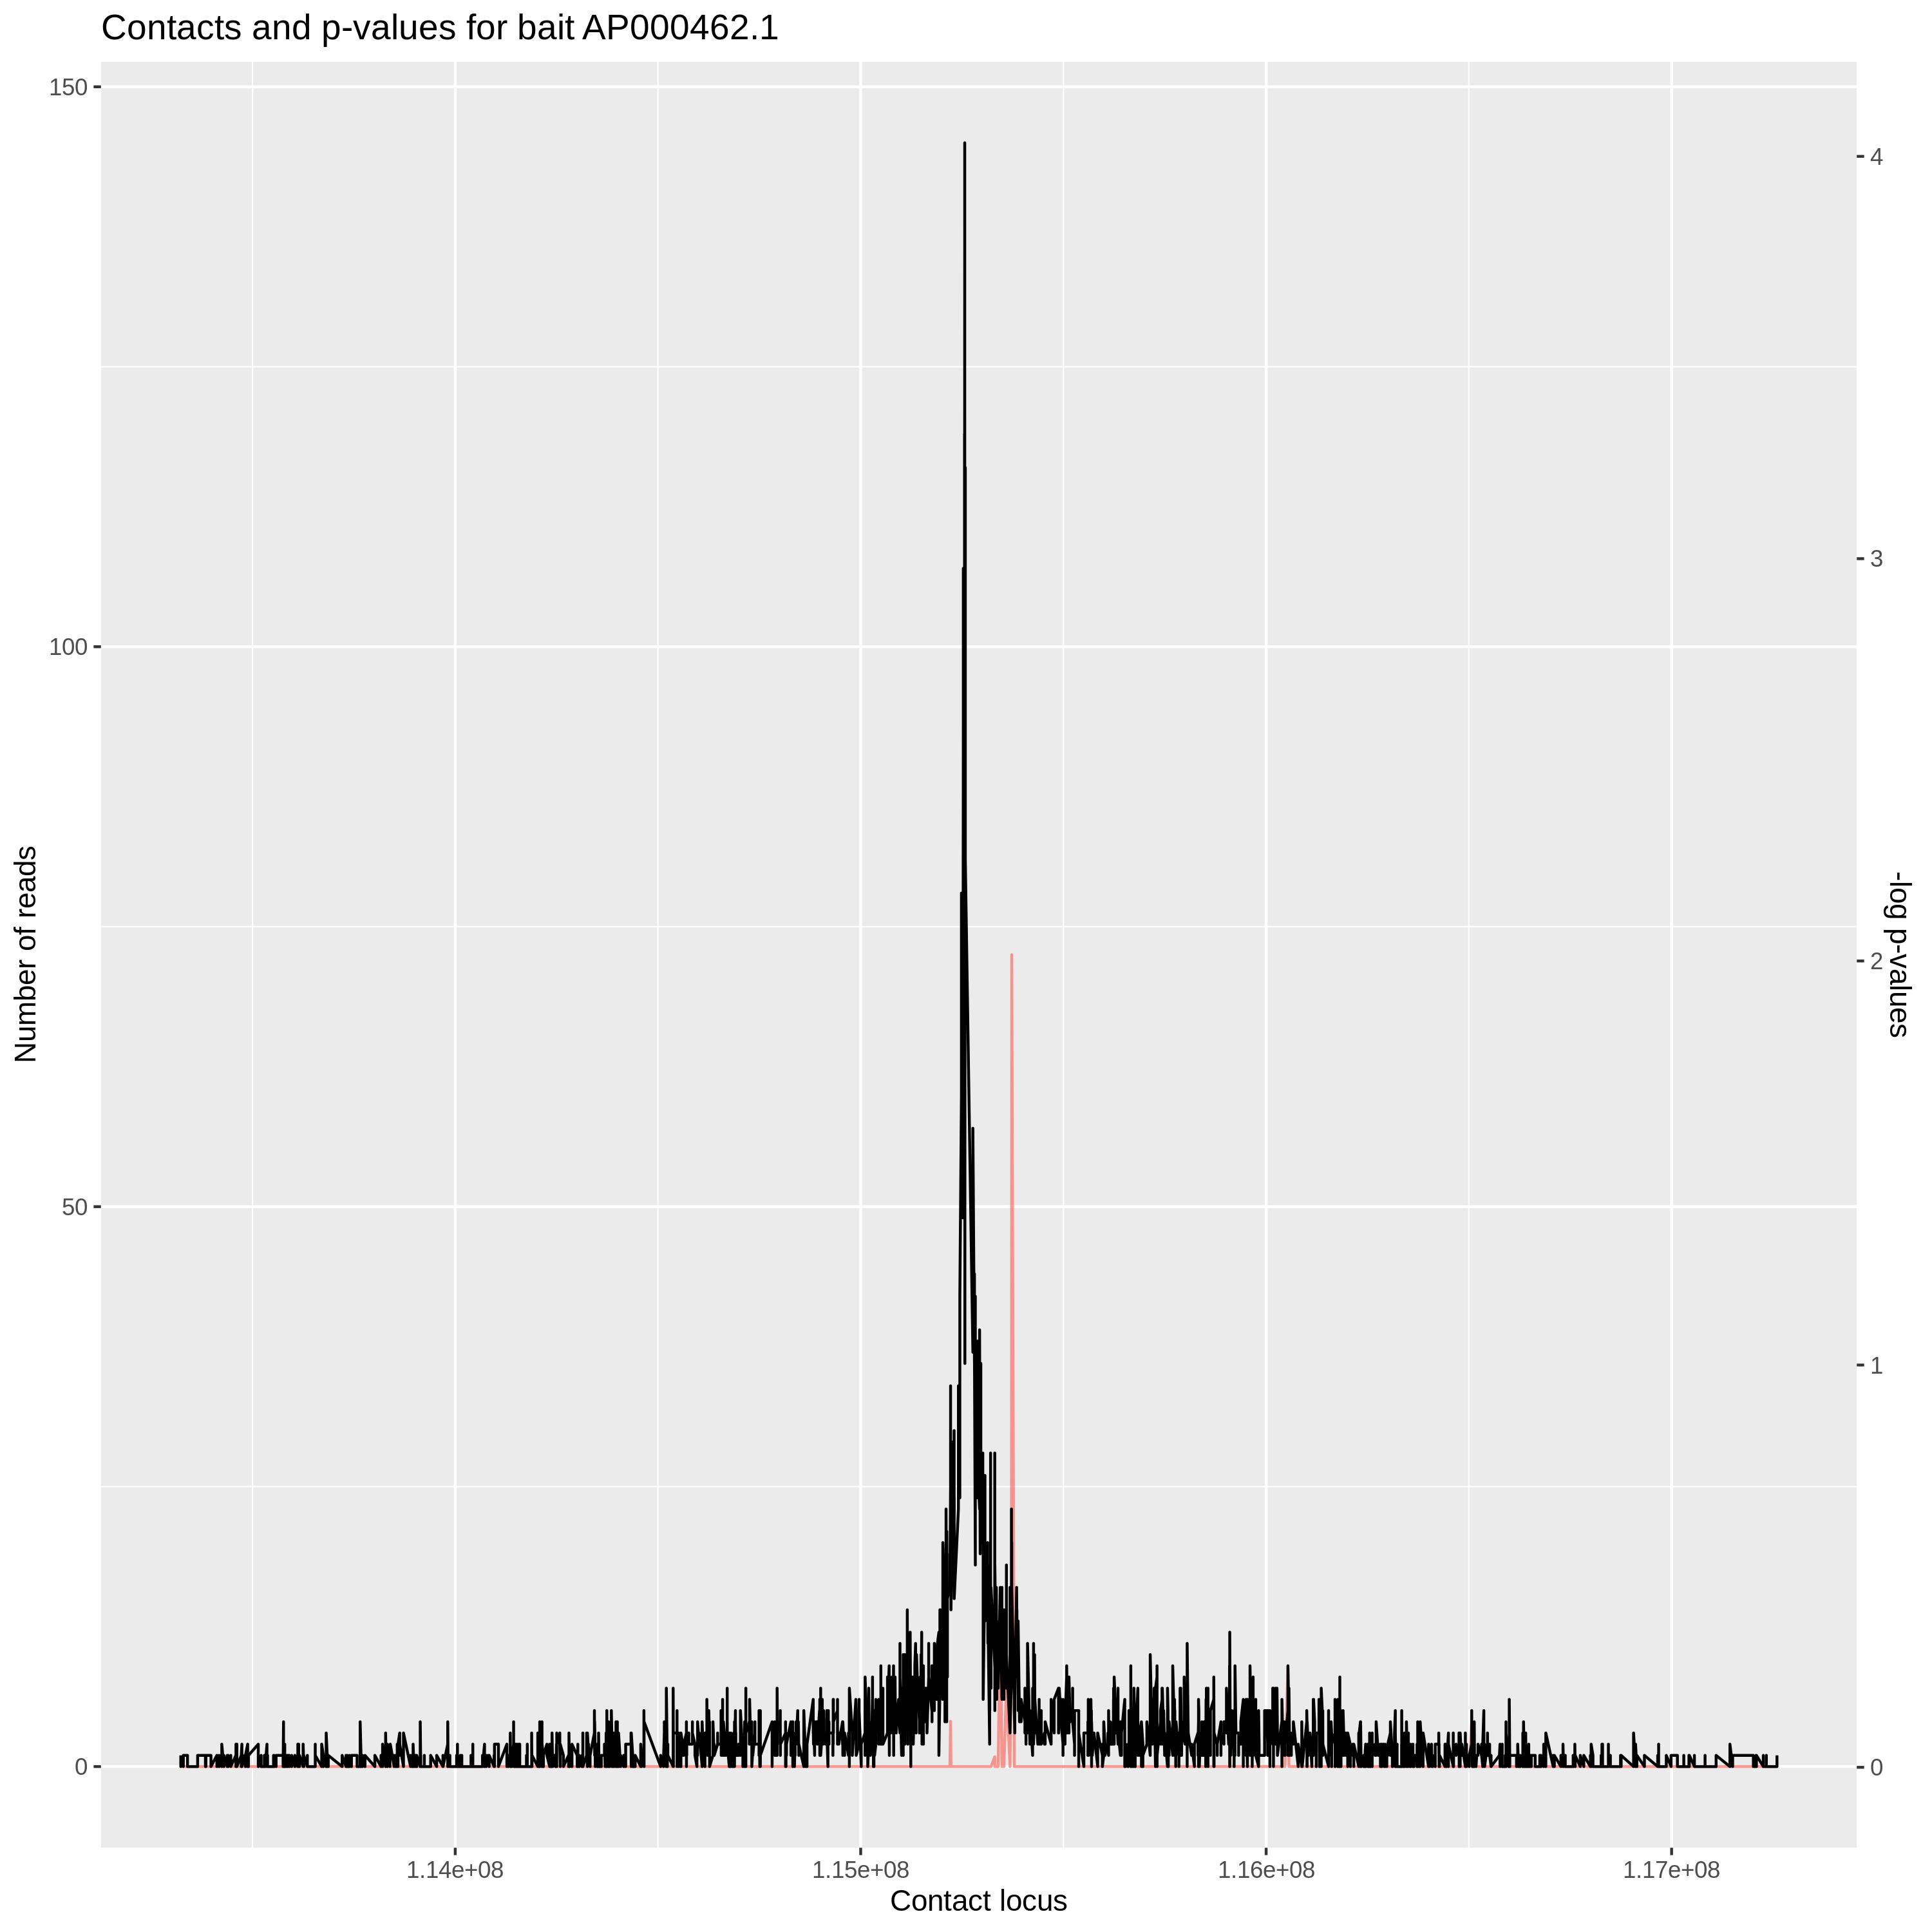 Contacts and p-values for bait AP000462.1
150
100
50
0
Number of reads
4
3
2
1
0
-log p-values
1.14e+08 1.15e+08 1.16e+08 1.17e+08
Contact locus